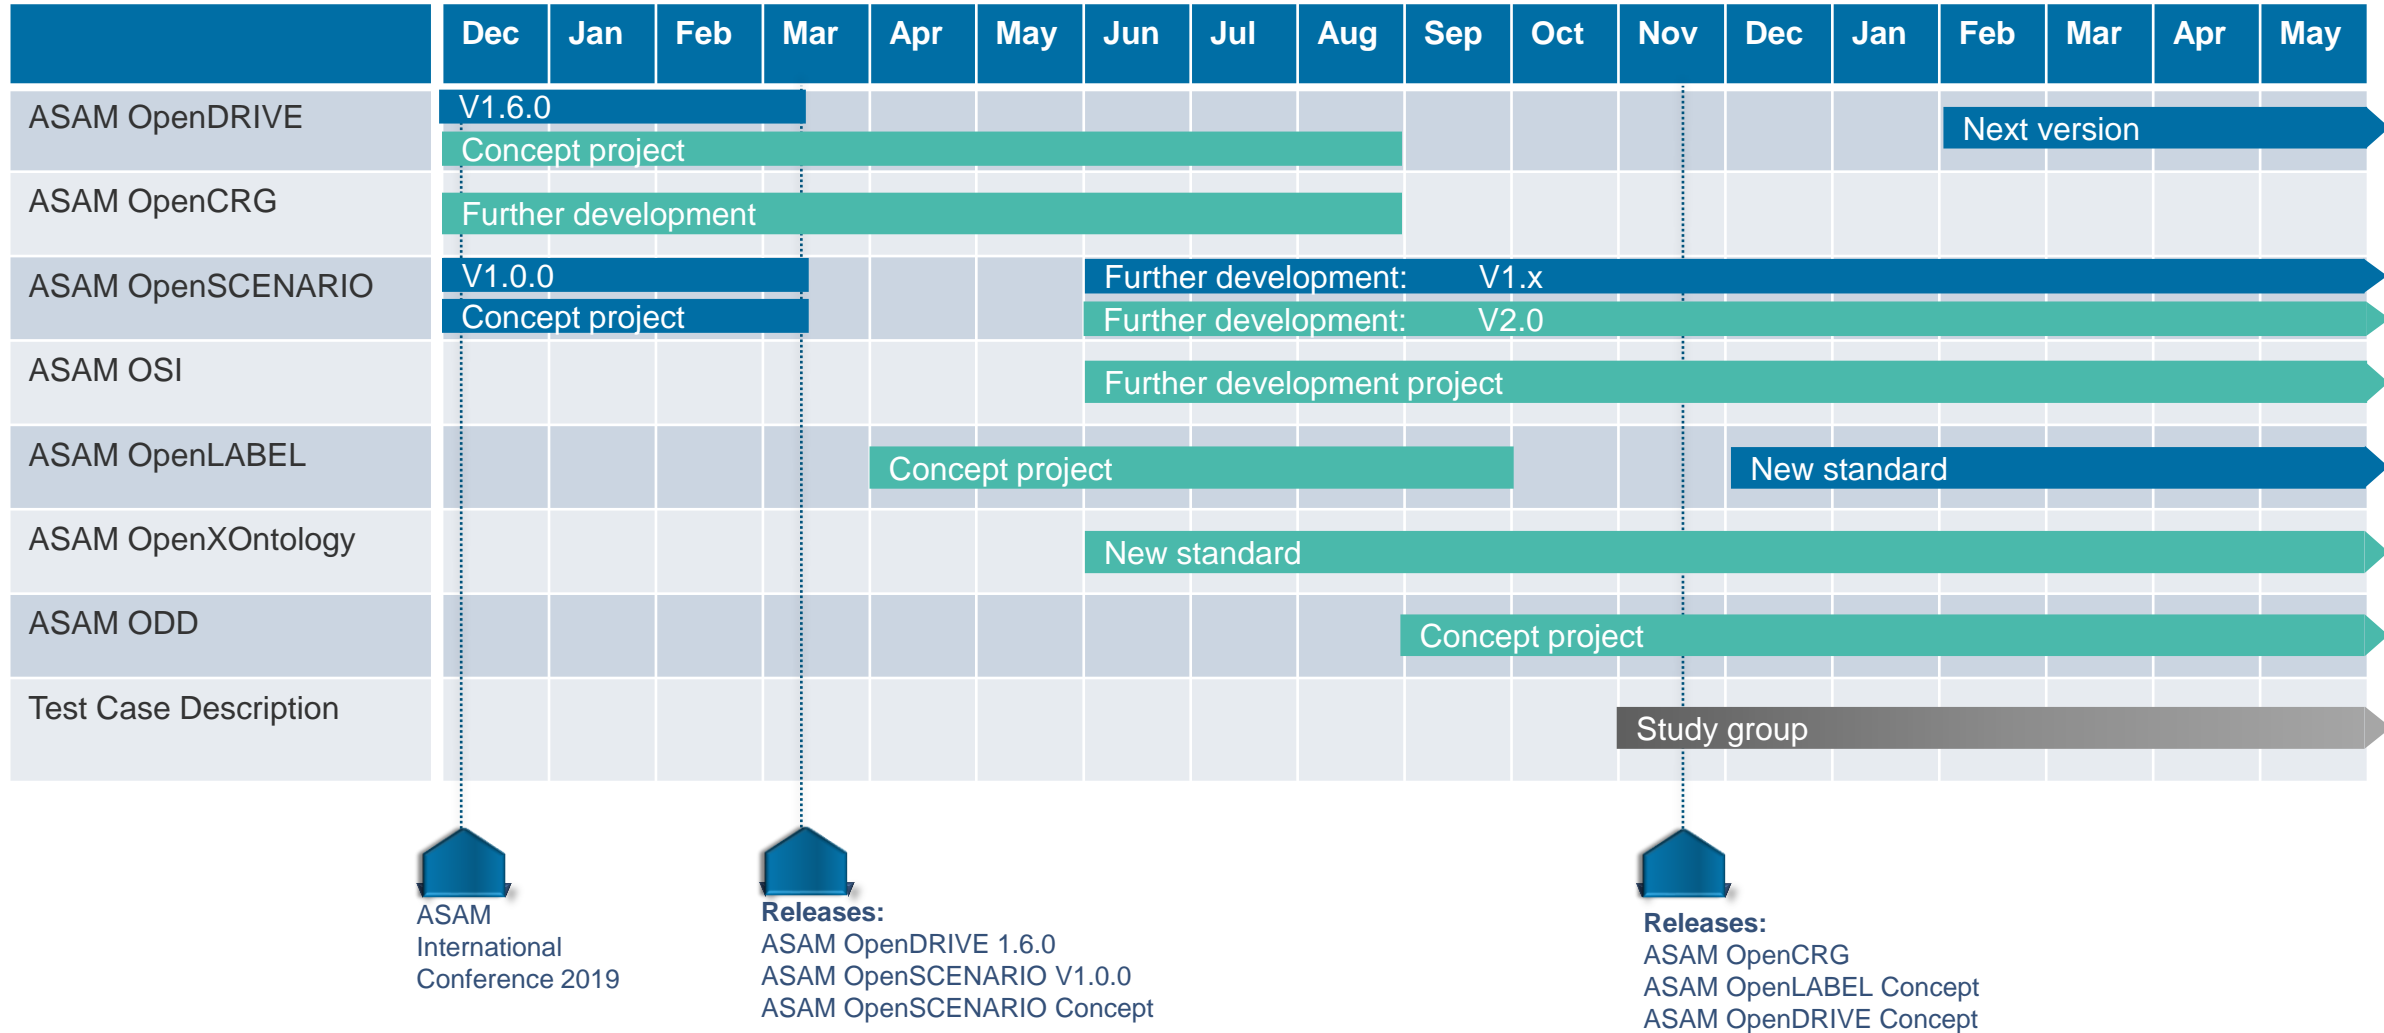 Dec Jan Feb Mar Apr May Jun Jul Aug Sep Oct Nov Dec Jan Feb Mar Apr May
ASAM OpenDRIVE
V1.6.0
Concept project
Next version
ASAM OpenCRG
Further development
ASAM OpenSCENARIO
V1.0.0
Concept project
Further development: V1.x
Further development: V2.0
ASAM OSI
Further development project
ASAM OpenLABEL
Concept project
New standard
ASAM OpenXOntology
New standard
ASAM ODD
Concept project
Test Case Description
Study group
ASAM
International
Conference 2019
Releases:
ASAM OpenDRIVE 1.6.0
ASAM OpenSCENARIO V1.0.0
ASAM OpenSCENARIO Concept
Releases:
ASAM OpenCRG
ASAM OpenLABEL Concept
ASAM OpenDRIVE Concept